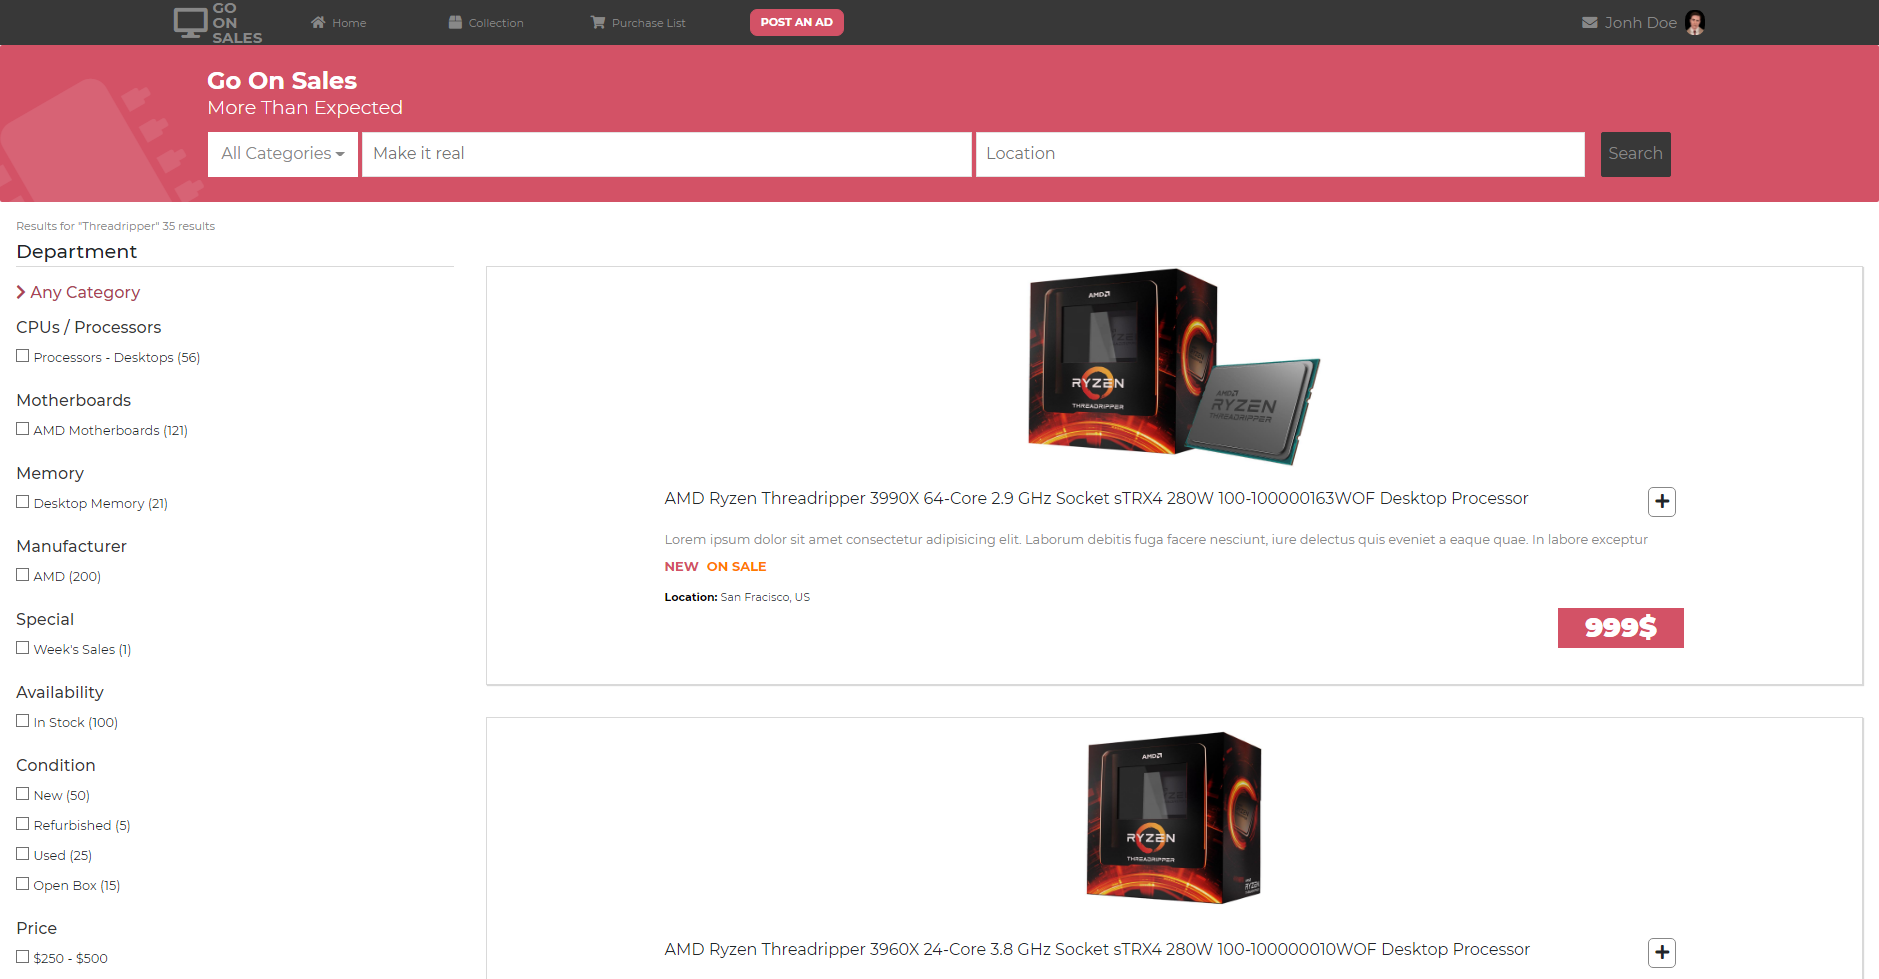 GO
ON
SALES
Home
Collection
Purchase List
POST AN AD
Jonh Doe
Go On Sales
More Than Expected
All Categories
Make it real
Location
Search
Results for "Threadripper" 35 results
Department
Any Category
CPUs / Processors
Processors - Desktops (56)
Motherboards
AMD Motherboards (121)
Memory
Desktop Memory (21)
Manufacturer
AMD (200)
Special
Week's Sales (1)
Availability
In Stock (100)
Condition
New (50)
Refurbished (5)
Used (25)
Open Box (15)
Price
$250 - $500
AMD
RYZEN
THREADRIPPER
AMD
RYZEN
THREADRIPPER
AMD Ryzen Threadripper 3990X 64-Core 2.9 GHz Socket sTRX4 280W 100-100000163WOF Desktop Processor
Lorem ipsum dolor sit amet consectetur adipisicing elit. Laborum debitis fuga facere nesciunt, iure delectus quis eveniet a eaque quae. In labore exceptur
NEW ON SALE
Location: San Fracisco, US
999$
AMD
RYZEN
THREADRIPPER
RYZEN
AMD Ryzen Threadripper 3960X 24-Core 3.8 GHz Socket sTRX4 280W 100-100000010WOF Desktop Processor